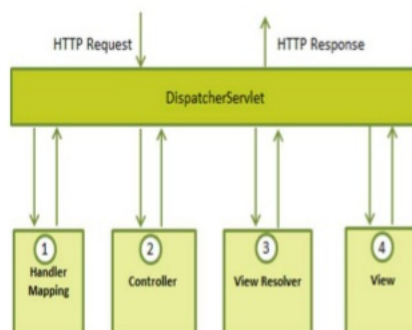 HTTP Request
HTTP Response
DispatcherServlet
1
Handler
Mapping
2
Controller
3
View Resolver
4
View